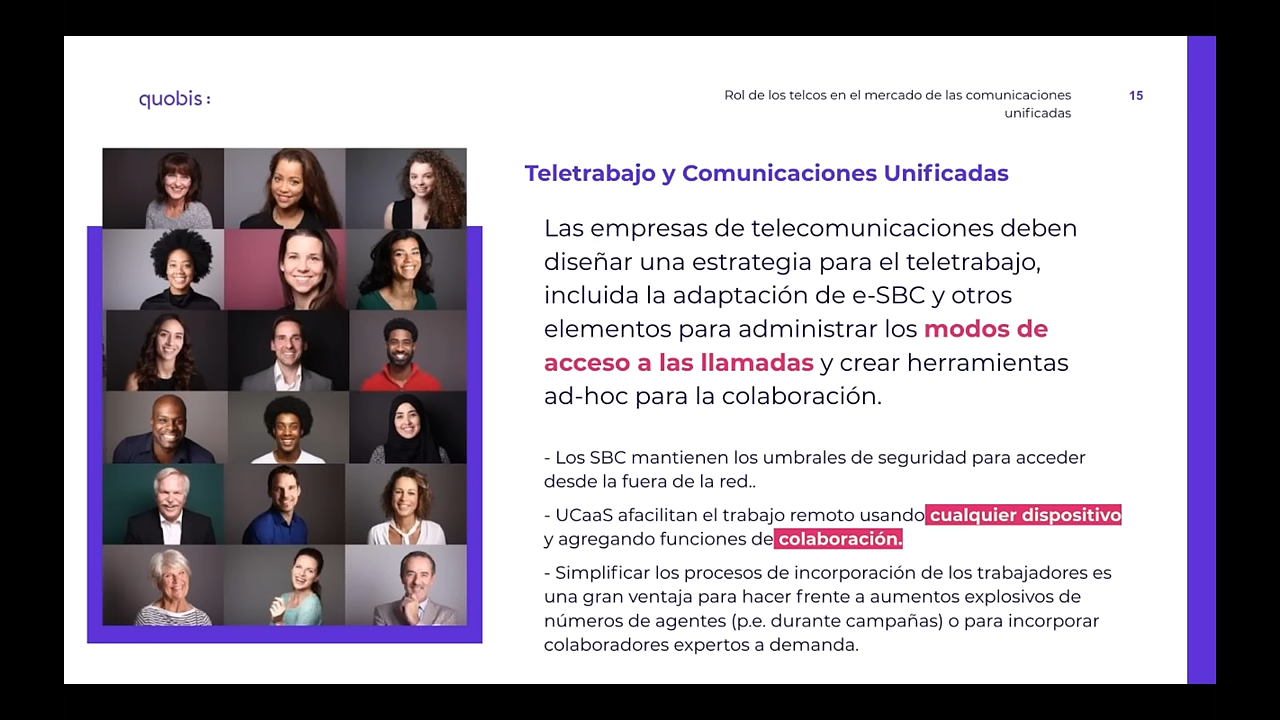 quobis:
Rol de los telcos en el mercado de las comunicaciones
unificadas
15
Teletrabajo y Comunicaciones Unificadas
Las empresas de telecomunicaciones deben
diseñar una estrategia para el teletrabajo,
incluida la adaptación de e-SBC y otros
elementos para administrar los modos de
acceso a las llamadas y crear herramientas
ad-hoc para la colaboración.
- Los SBC mantienen los umbrales de seguridad para acceder
desde la fuera de la red..
- UCaaS afacilitan el trabajo remoto usando cualquier dispositivo
y agregando funciones de colaboración.
- Simplificar los procesos de incorporación de los trabajadores es
una gran ventaja para hacer frente a aumentos explosivos de
números de agentes (p.e. durante campañas) o para incorporar
colaboradores expertos a demanda.